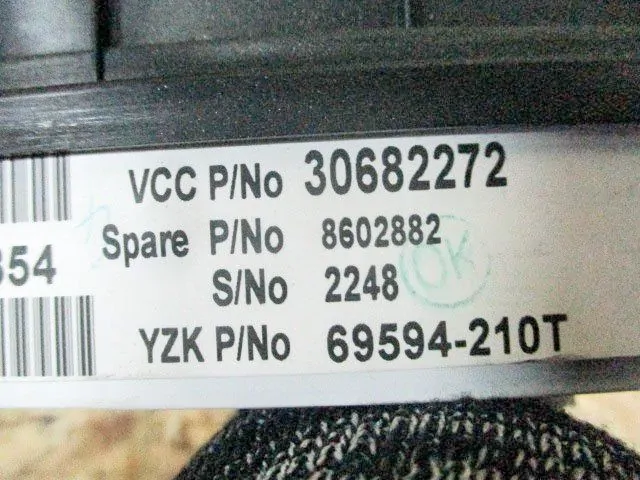 VCC P/No 30682272
Spare P/No 8602882
354
S/No 2248
OK
YZK P/No 69594-210T